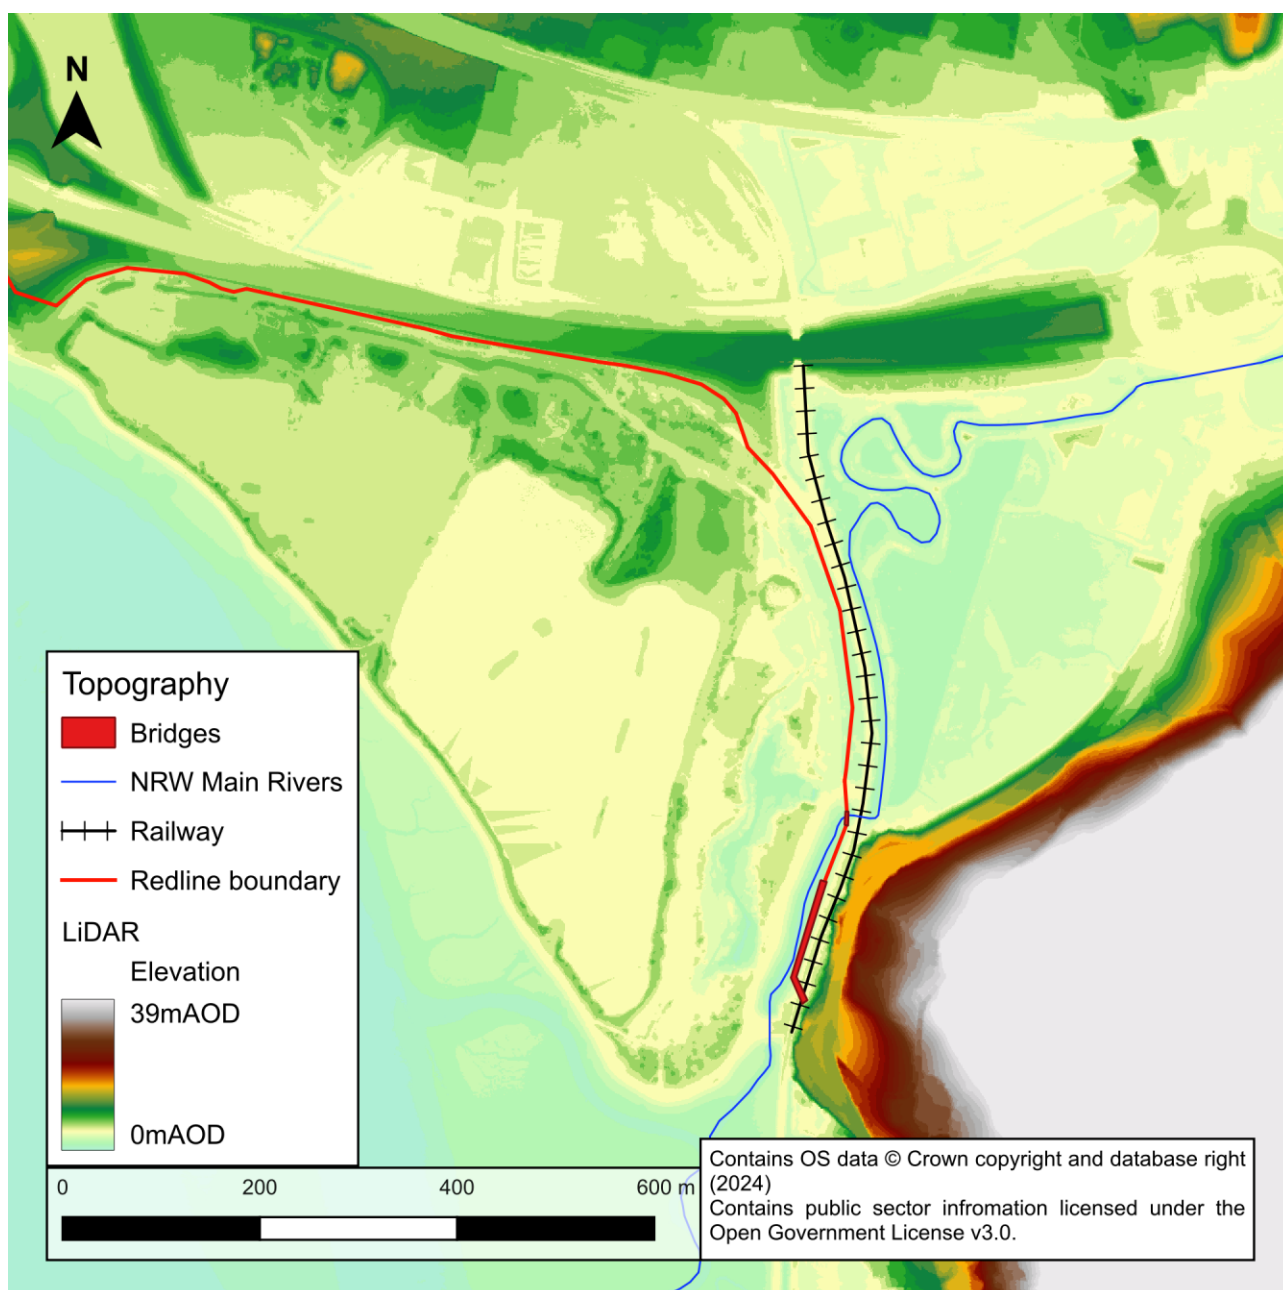 N
Topography
Bridges
NRW Main Rivers
Railway
Redline boundary
LiDAR
Elevation
39mAOD
0mAOD
0 200 400 600 m
Contains OS data © Crown copyright and database right
(2024)
Contains public sector infromation licensed under the
Open Government License v3.0.